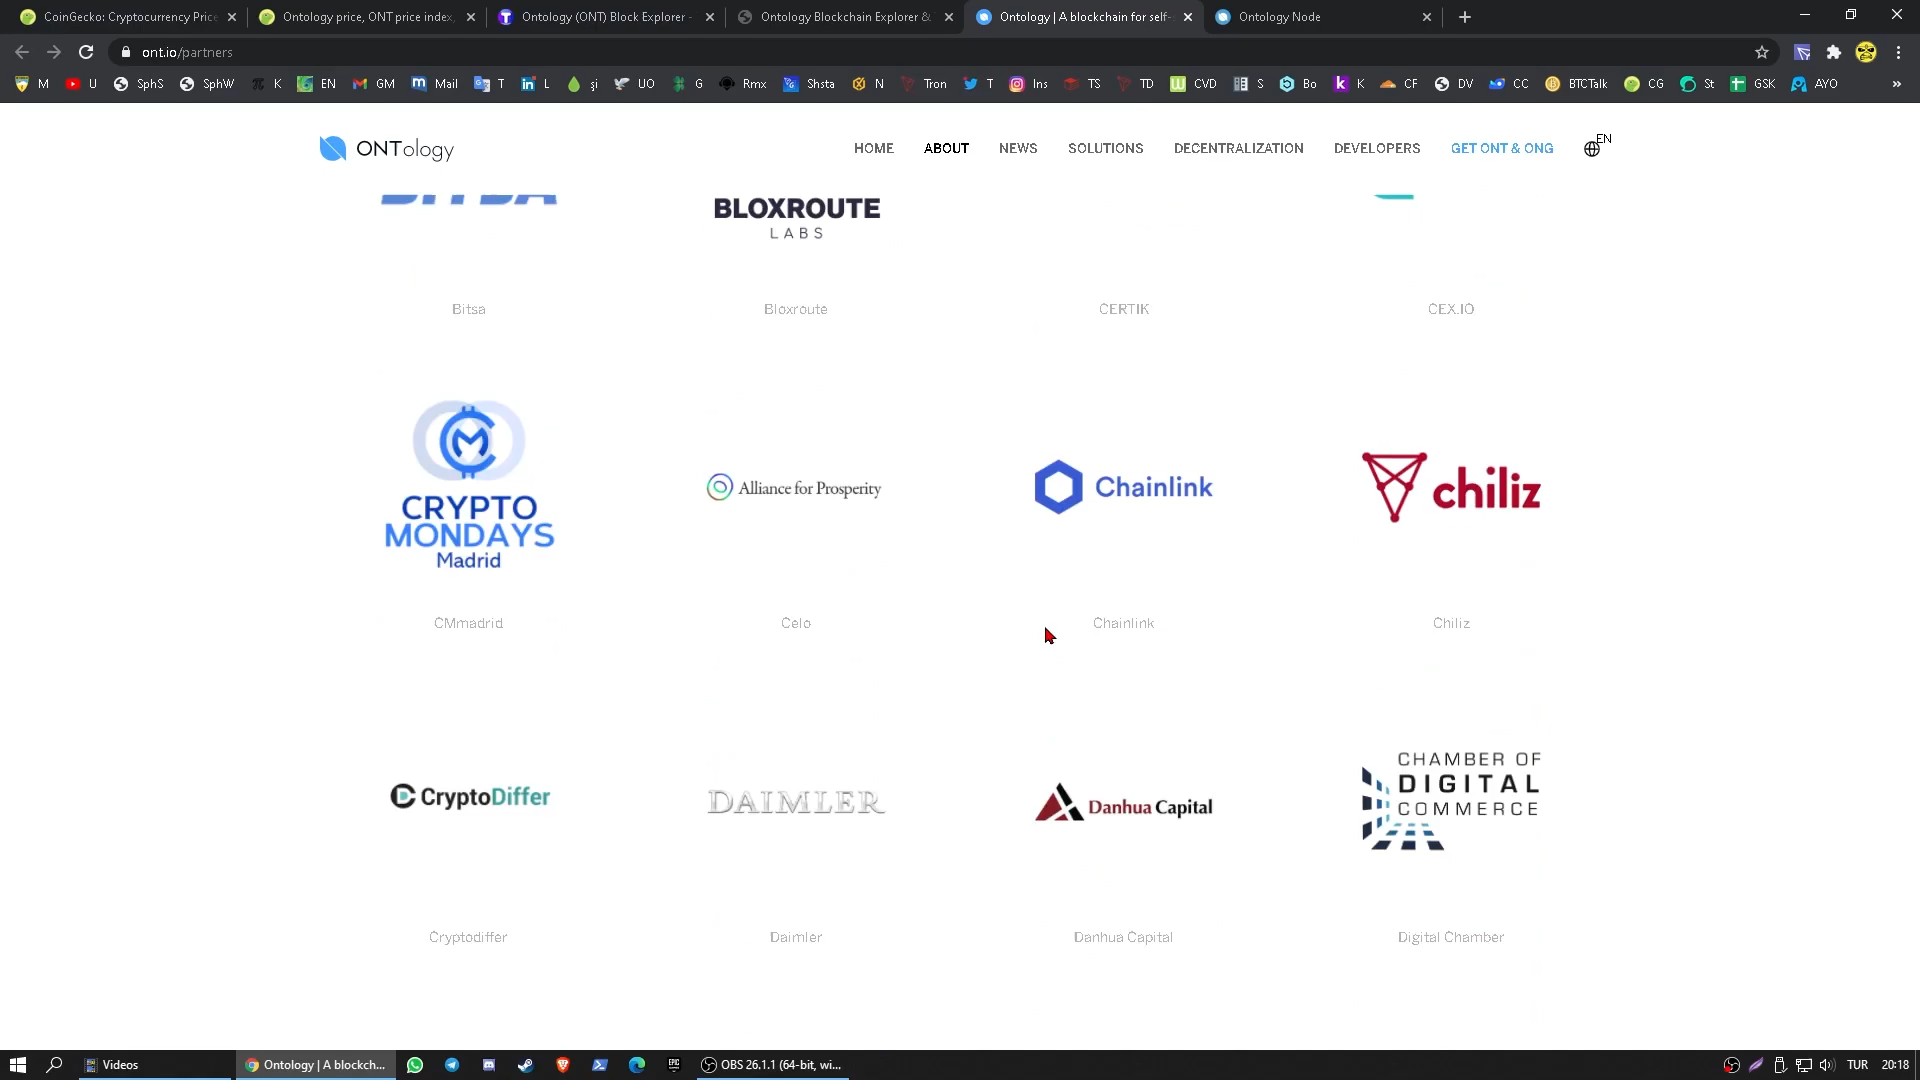 CoinGecko: Cryptocurrency Price
Ontology price, ONT price index,
Ontology (ONT) Block Explorer -
Ontology Blockchain Explorer &
Ontology | A blockchain for self-
Ontology Node
ont.io/partners
M U SphS SphW K EN GM Mail T L şi UO G Rmx Shsta N Tron T Ins TS TD CVD S Bo K CF DV CC BTCTalk CG St GSK AYO »
ONTology
HOME ABOUT NEWS SOLUTIONS DECENTRALIZATION DEVELOPERS GET ONT & ONG EN
BLOXROUTE
LABS
Bitsa Bloxroute CERTIK CEX.IO
CRYPTO
MONDAYS
Madrid
Alliance for Prosperity
Chainlink
chiliz
CMmadrid Celo Chainlink Chiliz
CryptoDiffer
DAIMLER
Danhua Capital
CHAMBER OF
DIGITAL
COMMERCE
Cryptodiffer Daimler Danhua Capital Digital Chamber
Videos
Ontology | A blockch...
EPIC
OBS 26.1.1 (64-bit, wi...
TUR 20:18